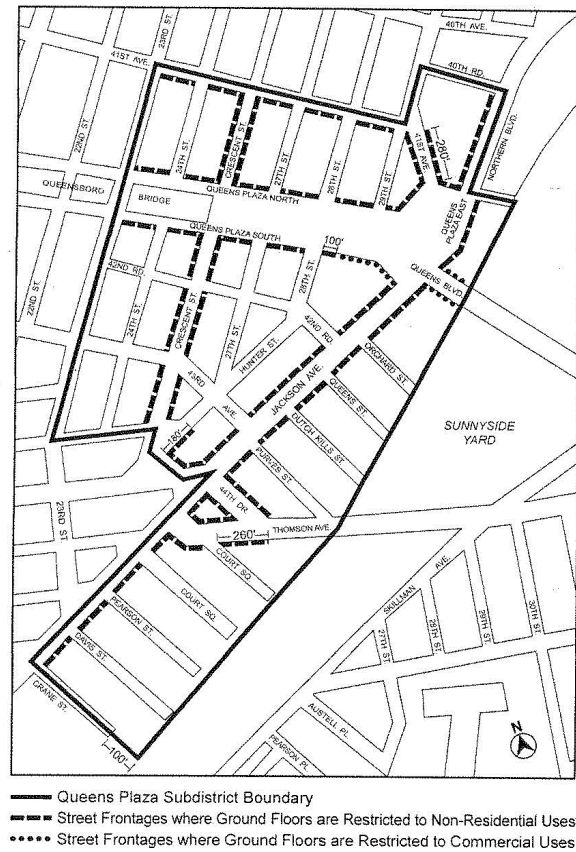 40TH AVE.
23RD ST.
41ST AVE.
40TH RD.
22ND ST.
NORTHERN BLVD.
280'
41ST AVE.
24TH ST.
CRESCENT ST.
27TH ST.
28TH ST.
29TH ST.
QUEENSBORO
BRIDGE
QUEENS PLAZA NORTH
QUEENS
PLAZA EAST
QUEENS PLAZA SOUTH
100'
QUEENS BLVD.
42ND RD.
22ND ST.
24TH ST.
CRESCENT ST.
28TH ST.
42ND RD.
27TH ST.
HUNTER ST.
43RD
AVE.
JACKSON AVE.
ORCHARD ST.
QUEENS ST.
DUTCH KILLS ST.
PURVES ST.
SUNNYSIDE
YARD
180'
44TH DR.
23RD ST.
THOMSON AVE.
260'
COURT SQ.
COURT SQ.
SKILLMAN
AVE.
PEARSON ST.
DAVIS ST.
CRANE ST.
100'
27TH ST.
28TH ST.
29TH ST.
30TH ST.
AUSTELL PL.
PEARSON PL.
N
Queens Plaza Subdistrict Boundary
Street Frontages where Ground Floors are Restricted to Non-Residential Uses
Street Frontages where Ground Floors are Restricted to Commercial Uses